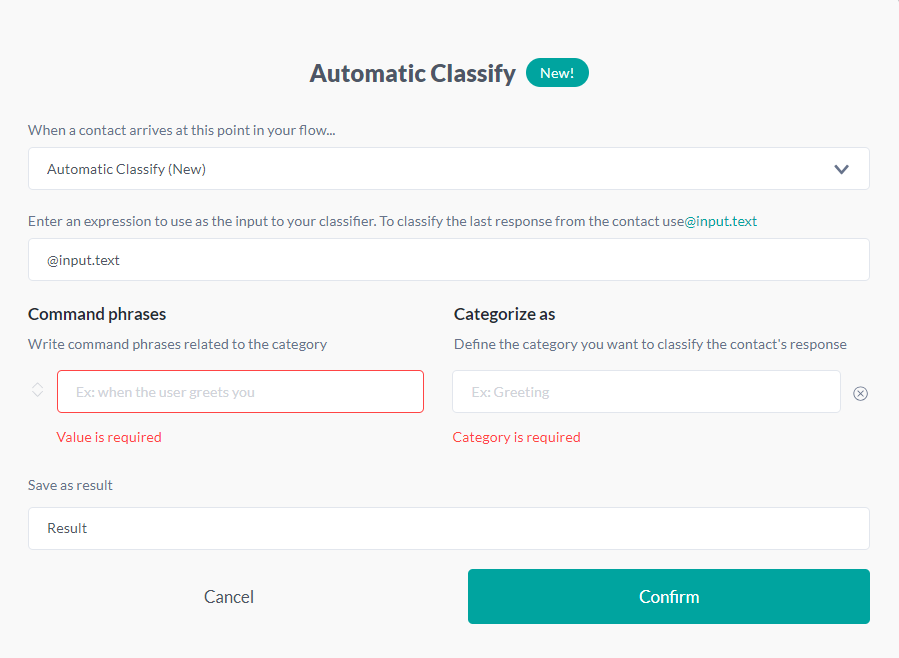 Automatic Classify New!
When a contact arrives at this point in your flow...
Automatic Classify (New)
Enter an expression to use as the input to your classifier. To classify the last response from the contact use@input.text
@input.text
Command phrases
Categorize as
Write command phrases related to the category
Define the category you want to classify the contact's response
Ex: when the user greets you
Ex: Greeting
Value is required
Category is required
Save as result
Result
Cancel
Confirm